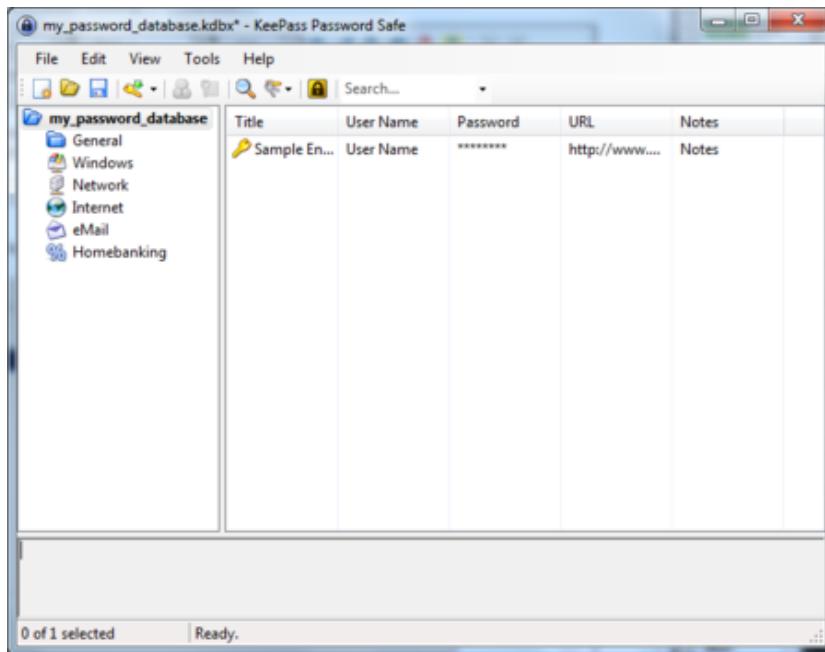 my_password_database.kdbx* - KeePass Password Safe
File Edit View Tools Help
Search...
my_password_database
General
Windows
Network
Internet
eMail
Homebanking
Title User Name Password URL Notes
Sample En... User Name ******** http://www.... Notes
0 of 1 selected Ready.